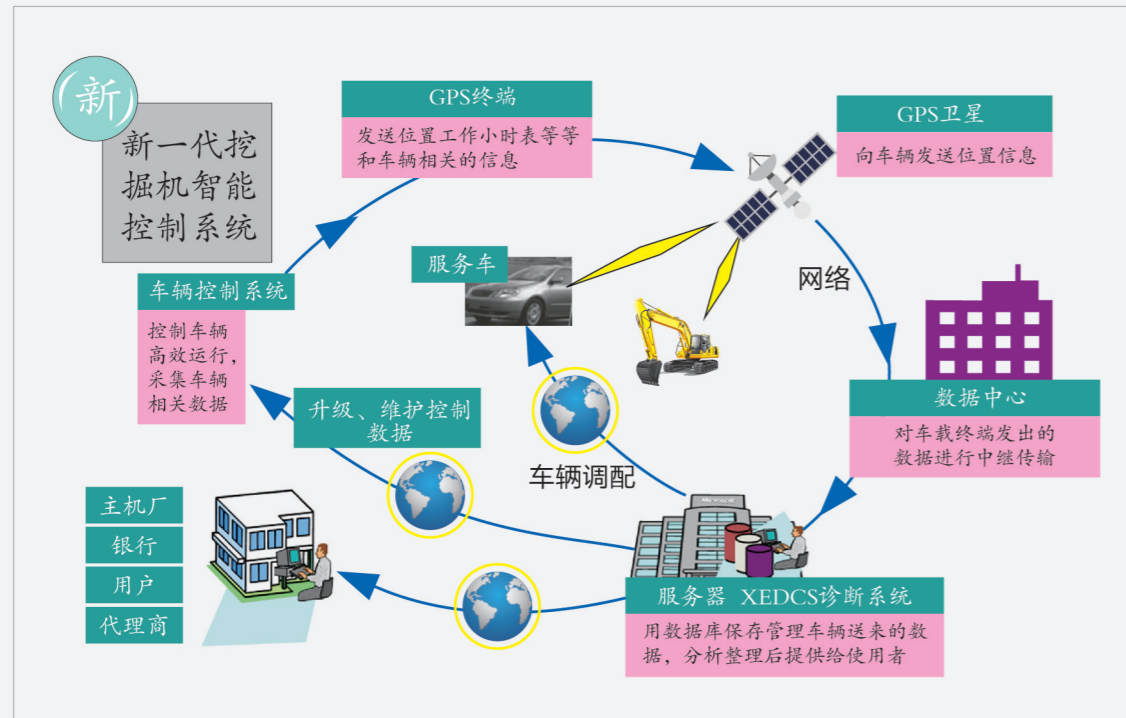 新
新一代挖
掘机智能
控制系统
GPS终端
发送位置工作小时表等等
和车辆相关的信息
GPS卫星
向车辆发送位置信息
服务车
网络
车辆控制系统
控制车辆
高效运行,
采集车辆
相关数据
升级、维护控制
数据
数据中心
对车载终端发出的
数据进行中继传输
车辆调配
主机厂
银行
用户
代理商
服务器 XEDCS诊断系统
用数据库保存管理车辆送来的数
据, 分析整理后提供给使用者